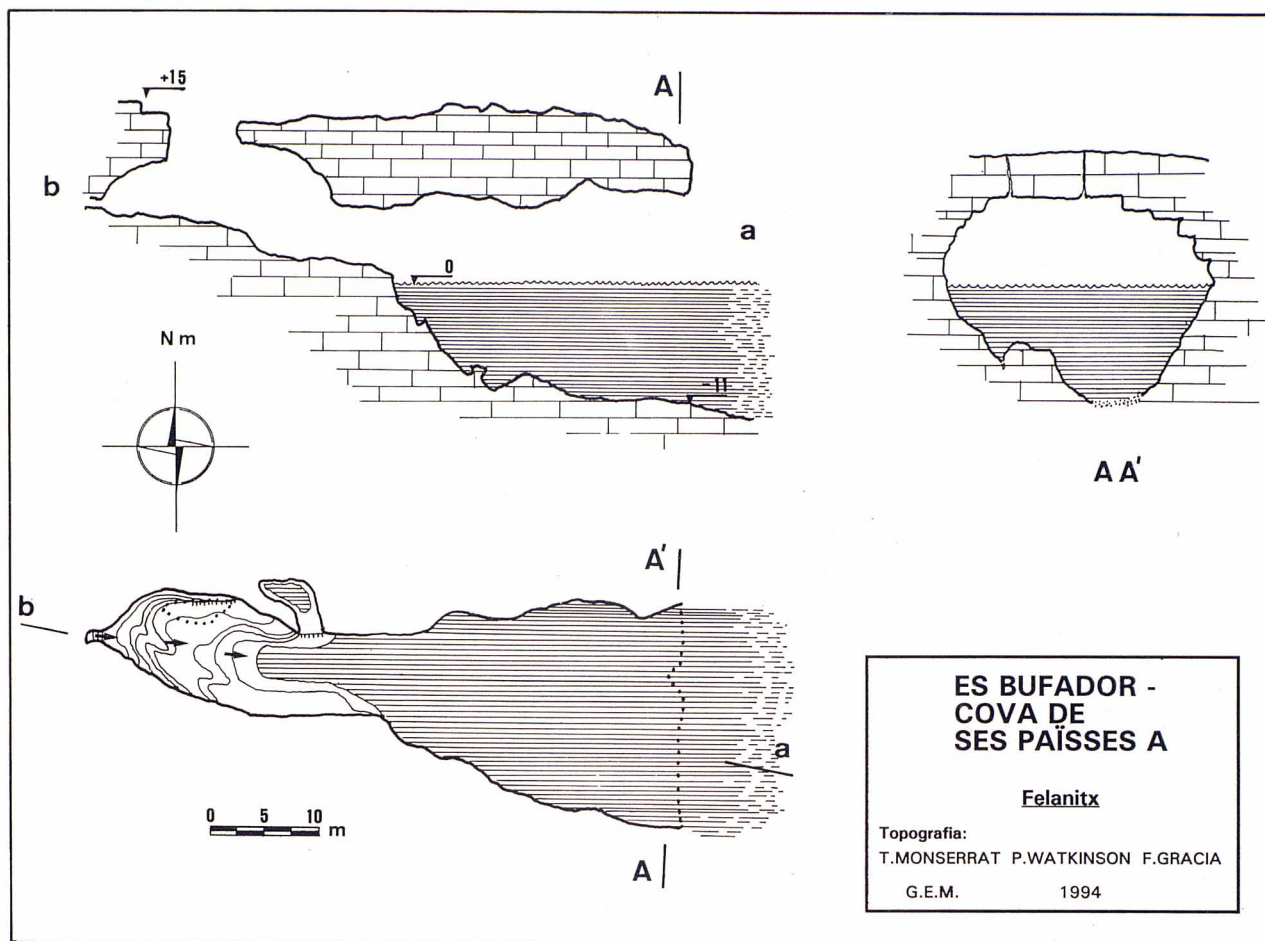 +15
A
b
a
0
-11
N m
A A'
A'
b
a
0 5 10
m
A
ES BUFADOR -
COVA DE
SES PAÏSSES A
Felanitx
Topografia:
T.MONSERRAT P.WATKINSON F.GRACIA
G.E.M. 1994